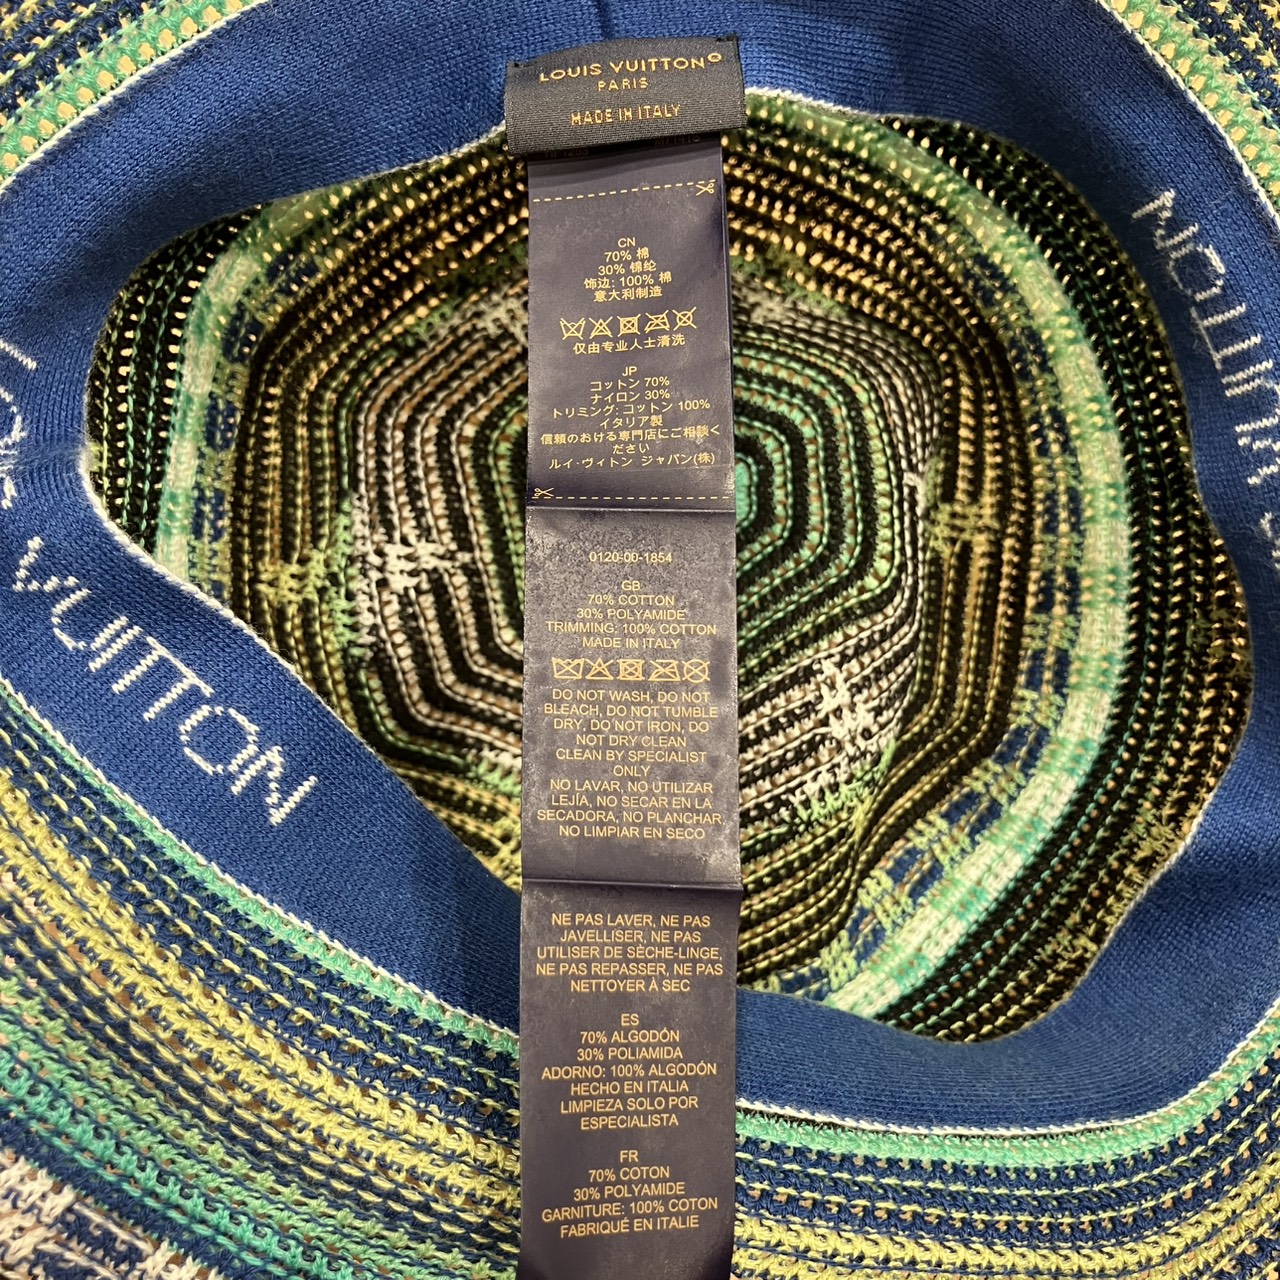 LOUIS VUITTON
PARIS
MADE IN ITALY
CN
70% 棉
30% 锦纶
饰边: 100% 棉
意大利制造
仅由专业人士清洗
JP
コットン 70%
ナイロン 30%
トリミング: コットン 100%
イタリア製
信頼のおける専門店にご相談く
ださい
ルイ·ヴィトン ジャパン(株)
0120-00-1854
GB
70% COTTON
30% POLYAMIDE
TRIMMING: 100% COTTON
MADE IN ITALY
DO NOT WASH, DO NOT
BLEACH, DO NOT TUMBLE
DRY, DO NOT IRON, DO
NOT DRY CLEAN
CLEAN BY SPECIALIST
ONLY
NO LAVAR, NO UTILIZAR
LEJÍA, NO SECAR EN LA
SECADORA, NO PLANCHAR,
NO LIMPIAR EN SECO
NE PAS LAVER, NE PAS
JAVELLISER, NE PAS
UTILISER DE SÈCHE-LINGE,
NE PAS REPASSER, NE PAS
NETTOYER À SEC
ES
70% ALGODÓN
30% POLIAMIDA
ADORNO: 100% ALGODÓN
HECHO EN ITALIA
LIMPIEZA SOLO POR
ESPECIALISTA
FR
70% COTON
30% POLYAMIDE
GARNITURE: 100% COTON
FABRIQUÉ EN ITALIE
VUITTON
VUITTON